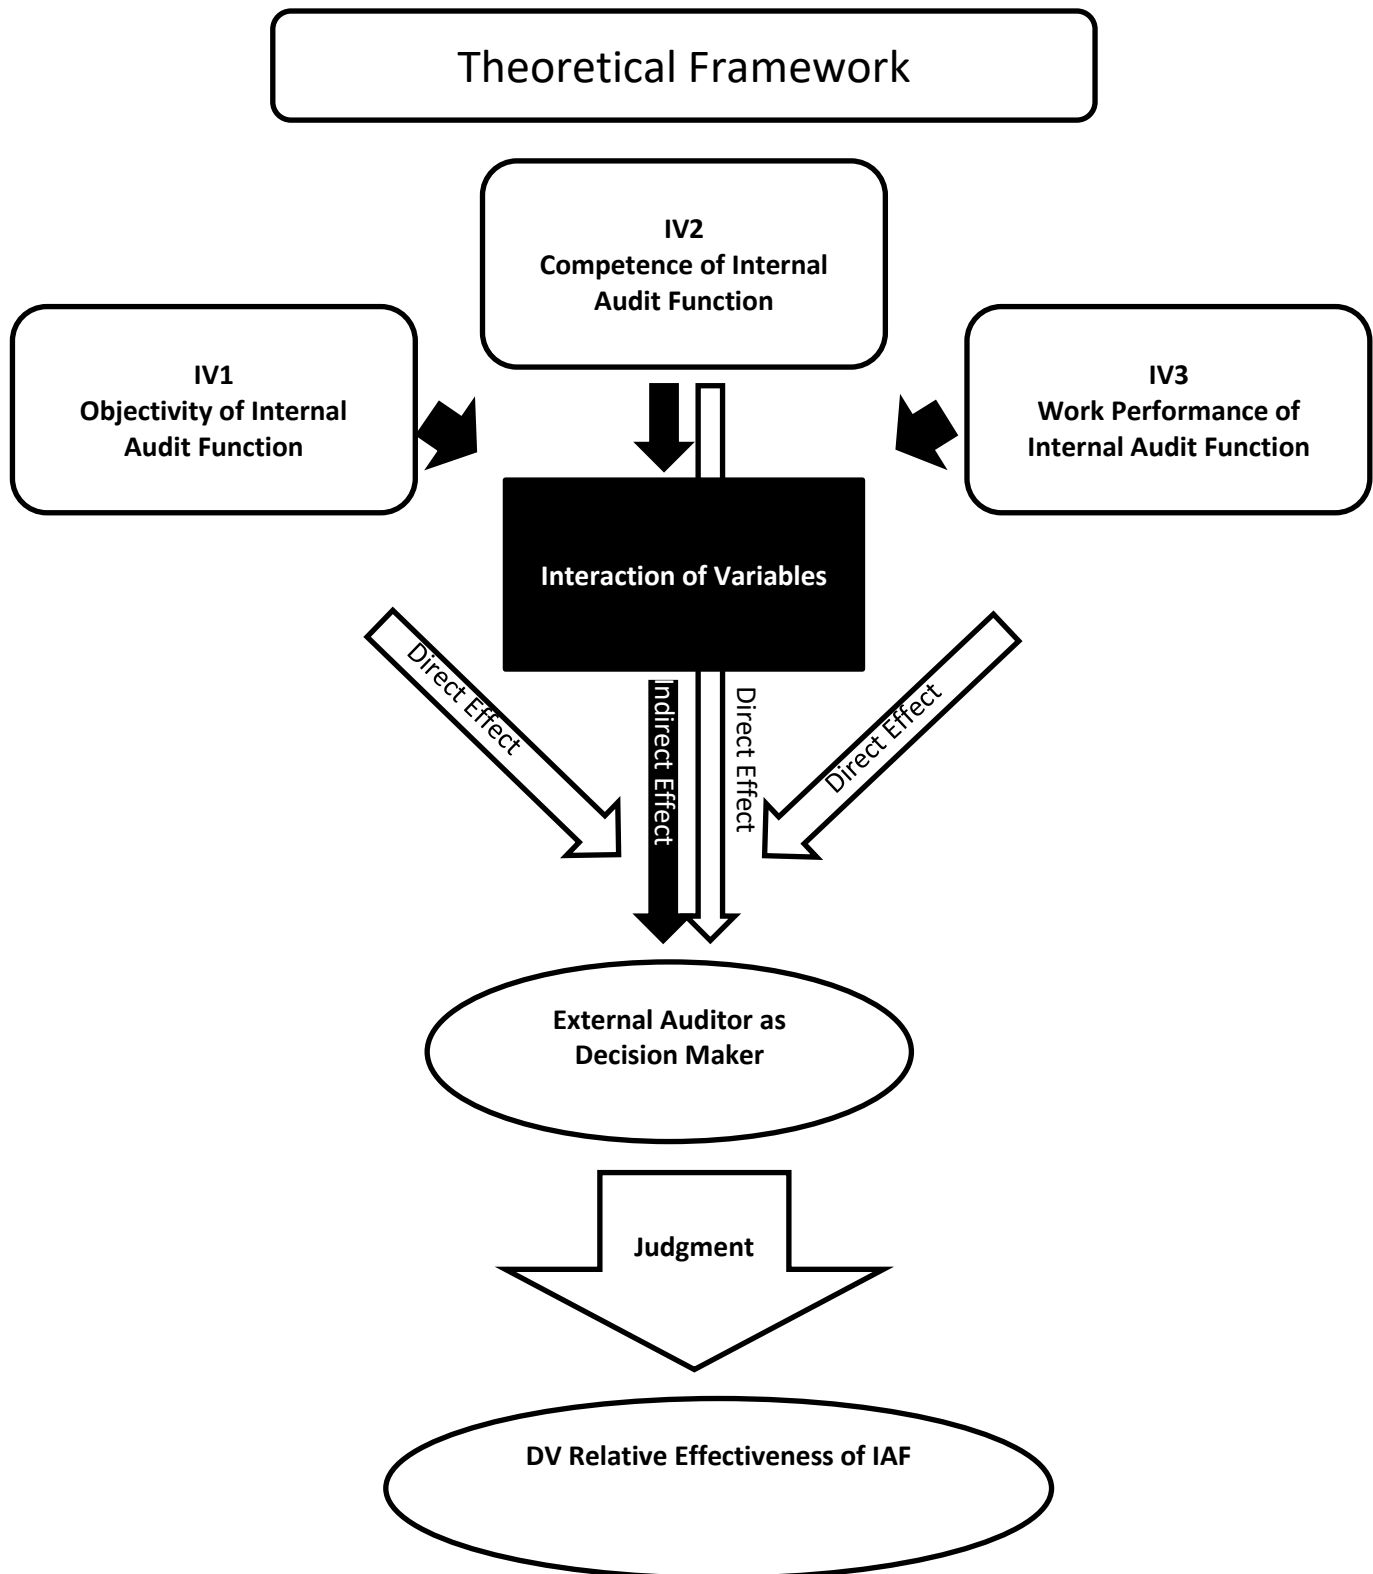 Theoretical Framework
IV2
Competence of Internal
Audit Function
IV1
Objectivity of Internal
Audit Function
IV3
Work Performance of
Internal Audit Function
Interaction of Variables
Direct Effect
Indirect Effect
Direct Effect
Direct Effect
External Auditor as
Decision Maker
Judgment
DV Relative Effectiveness of IAF